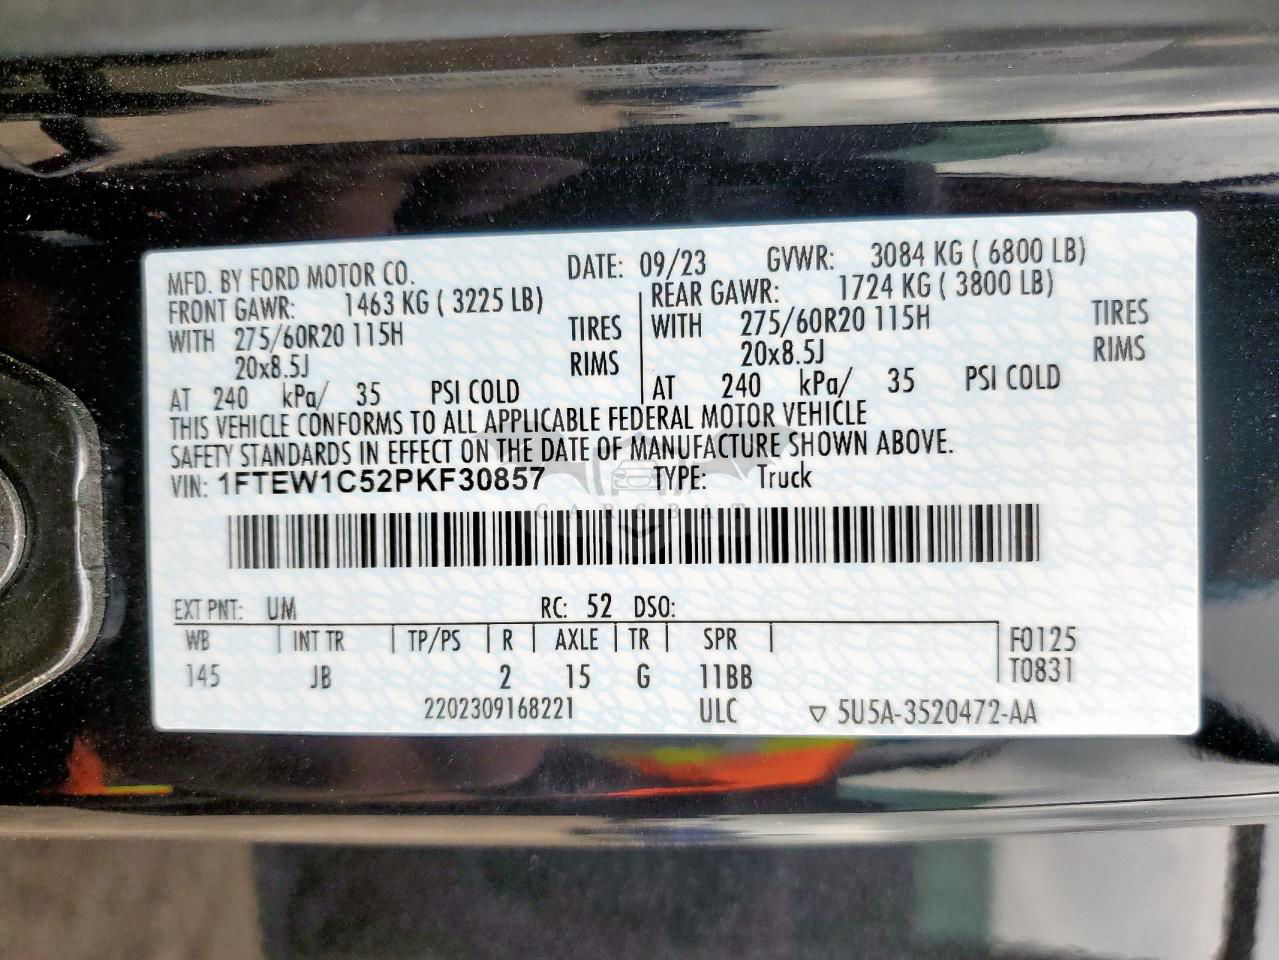 MFD. BY FORD MOTOR CO. DATE: 09/23 GVWR: 3084 KG ( 6800 LB)
FRONT GAWR: 1463 KG ( 3225 LB) REAR GAWR: 1724 KG ( 3800 LB)
WITH 275/60R20 115H TIRES WITH 275/60R20 115H TIRES
20x8.5J RIMS 20x8.5J RIMS
AT 240 kPa/ 35 PSI COLD AT 240 kPa/ 35 PSI COLD
THIS VEHICLE CONFORMS TO ALL APPLICABLE FEDERAL MOTOR VEHICLE
SAFETY STANDARDS IN EFFECT ON THE DATE OF MANUFACTURE SHOWN ABOVE.
VIN: 1FTEW1C52PKF30857 TYPE: Truck
CARSBAD
EXT PNT: UM RC: 52 DSO:
WB INT TR TP/PS R AXLE TR SPR F0125
145 JB 2 15 G 11BB T0831
2202309168221 ULC ▽ 5U5A-3520472-AA